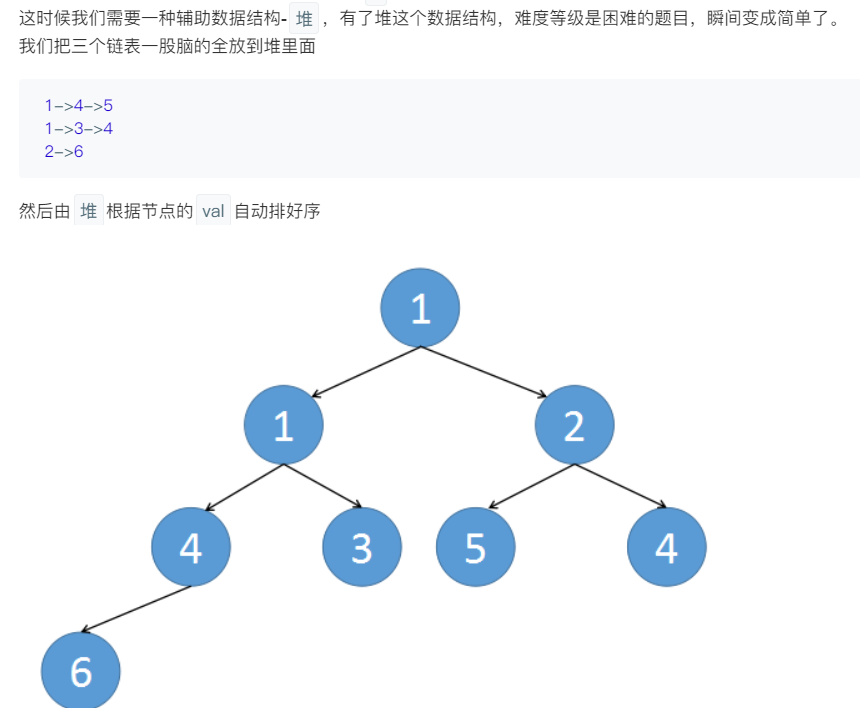 这时候我们需要一种辅助数据结构-堆，有了堆这个数据结构，难度等级是困难的题目，瞬间变成简单了。
我们把三个链表一股脑的全放到堆里面
1->4->5
1->3->4
2->6
然后由堆根据节点的val自动排好序
1
1 2
4 3 5 4
6